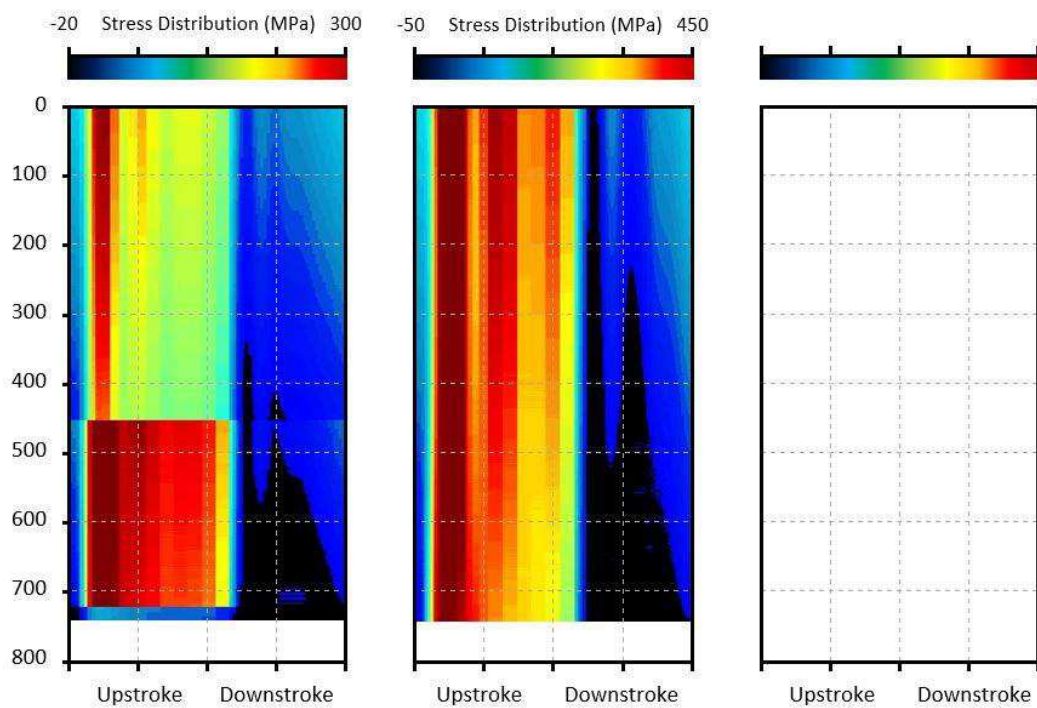 -20 Stress Distribution (MPa) 300
-50 Stress Distribution (MPa) 450
0
100
200
300
400
500
600
700
800
Upstroke Downstroke
Upstroke Downstroke
Upstroke Downstroke